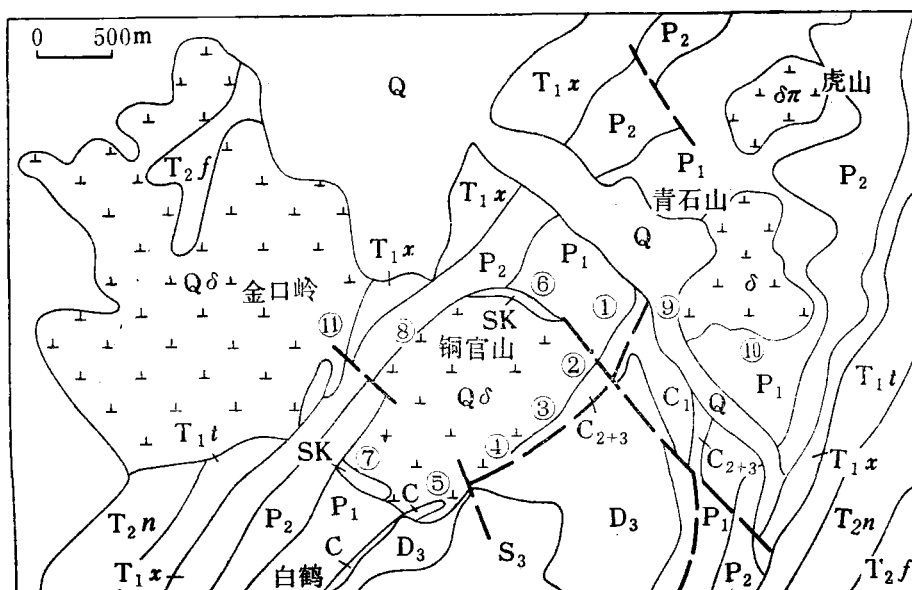 0 500m
P₂
T₁x
Q
δπ
虎山
P₂
T₂f
P₁
P₂
T₁x
青石山
T₁x
Q
P₂
P₁
Qδ
金口岭
⑥
①
⑨
δ
SK
⑪
⑧
铜官山
②
⑩
Qδ
③
P₁
T₁t
C₁
Q
T₁t
C₂₊₃
SK
⑦
④
C₂₊₃
T₁x
⑤
C
T₂n
P₂
P₁
D₃
D₃
P₁
T₂n
C
S₃
T₁x
白鹤
P₂
T₂f